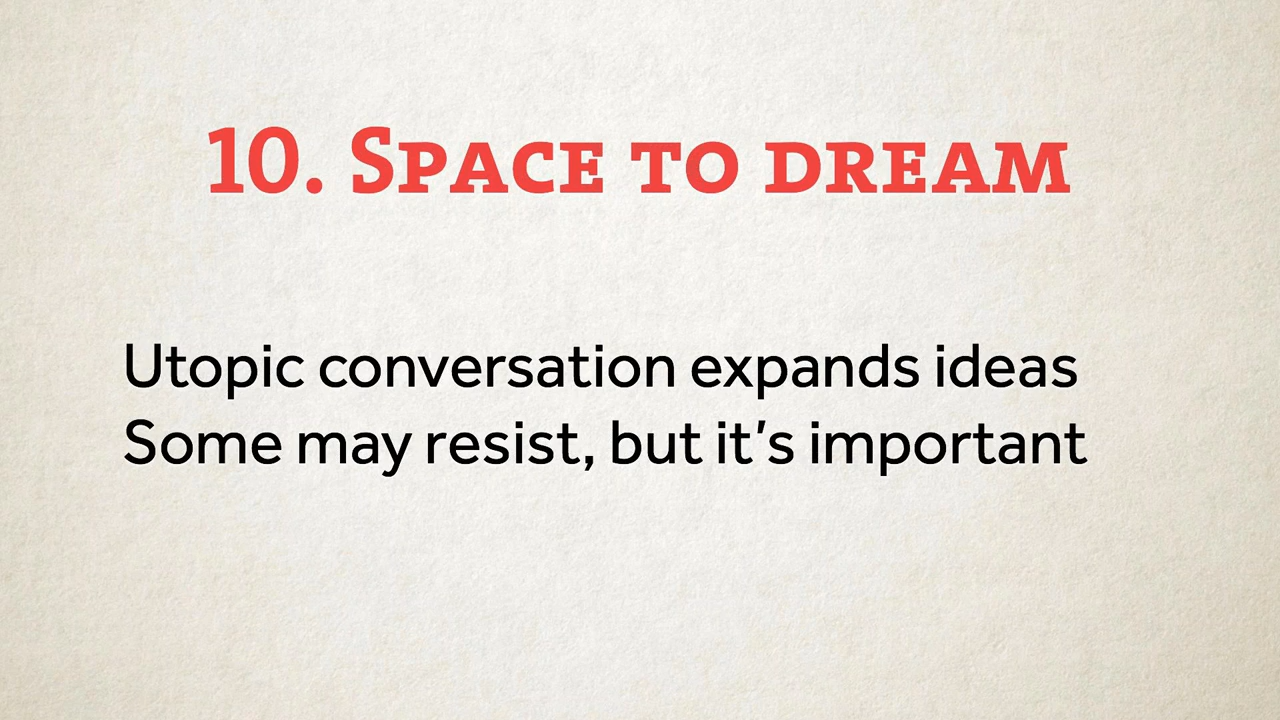 10. Space to dream
Utopic conversation expands ideas
Some may resist, but it's important